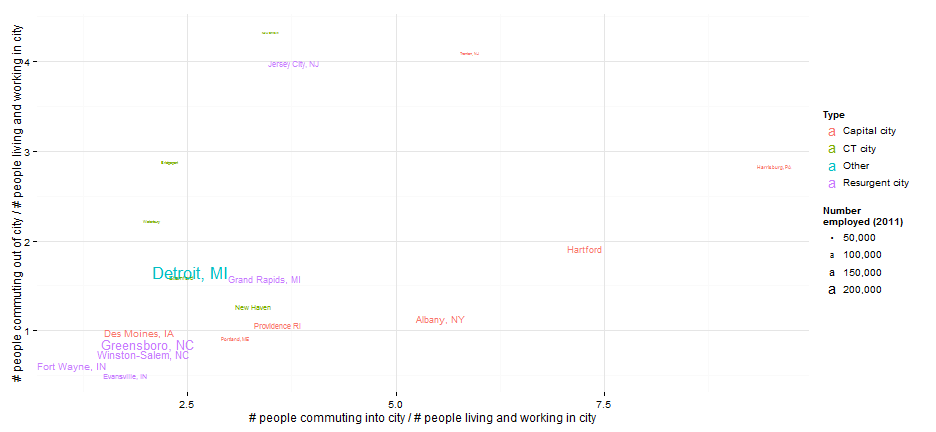 # people commuting out of city / # people living and working in city
4
3
2
1
Trenton, NJ
Jersey City, NJ
Harrisburg, PA
Hartford
Detroit, MI
Grand Rapids, MI
New Haven
Albany, NY
Providence RI
Des Moines, IA
Portland, ME
Greensboro, NC
Winston-Salem, NC
Fort Wayne, IN
Evansville, IN
2.5
5.0
7.5
# people commuting into city / # people living and working in city
Type
a Capital city
a CT city
a Other
a Resurgent city
Number
employed (2011)
a 50,000
a 100,000
a 150,000
a 200,000